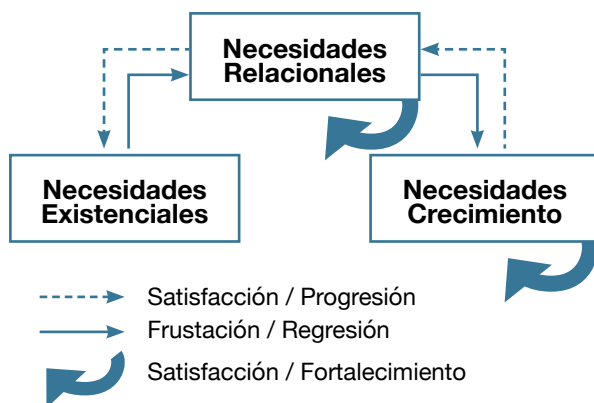 Necesidades
Relacionales
Necesidades
Existenciales
Necesidades
Crecimiento
Satisfacción / Progresión
Frustación / Regresión
Satisfacción / Fortalecimiento